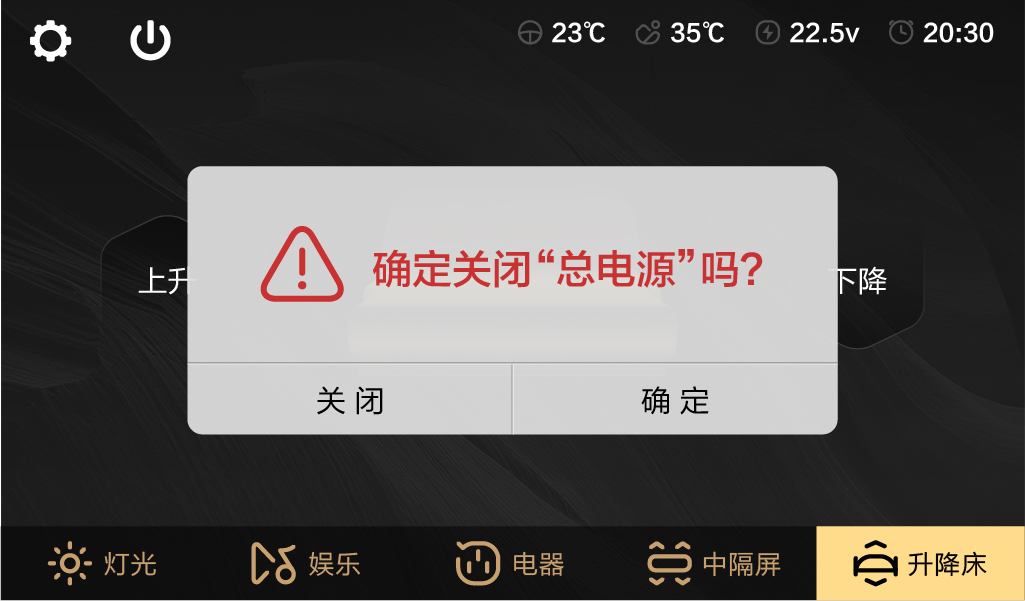 23℃ 35℃ 22.5v 20:30
确定关闭“总电源”吗?
上升
下降
关闭 确定
灯光 娱乐 电器 中隔屏 升降床